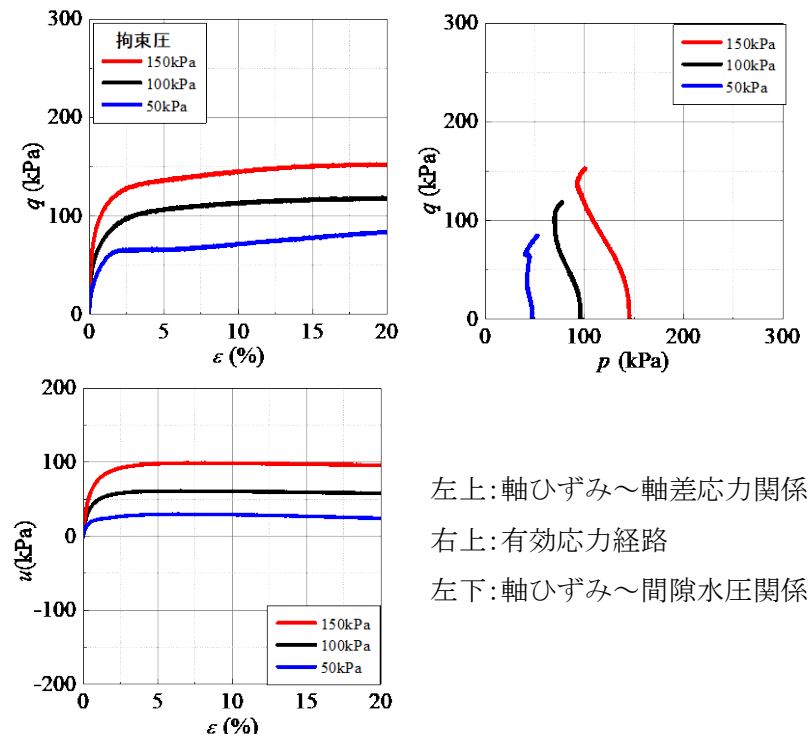 300
200
100
0
q (kPa)
拘束圧
150kPa
100kPa
50kPa
0 5 10 15 20
ε (%)
300
200
100
0
q (kPa)
150kPa
100kPa
50kPa
0 100 200 300
p (kPa)
200
100
0
-100
-200
u(kPa)
150kPa
100kPa
50kPa
0 5 10 15 20
ε (%)
左上:軸ひずみ～軸差応力関係
右上:有効応力経路
左下:軸ひずみ～間隙水圧関係